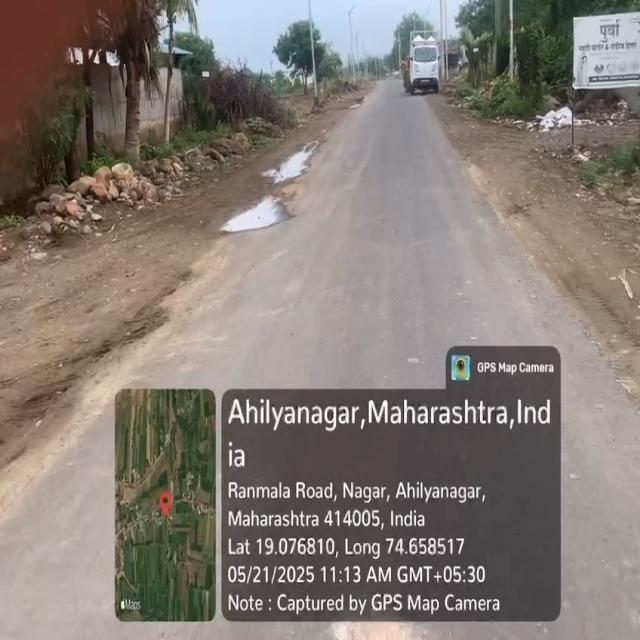 पुर्वा
GPS Map Camera
Ahilyanagar,Maharashtra,Ind
ia
Ranmala Road, Nagar, Ahilyanagar,
Maharashtra 414005, India
Lat 19.076810, Long 74.658517
05/21/2025 11:13 AM GMT+05:30
Note : Captured by GPS Map Camera
Maps